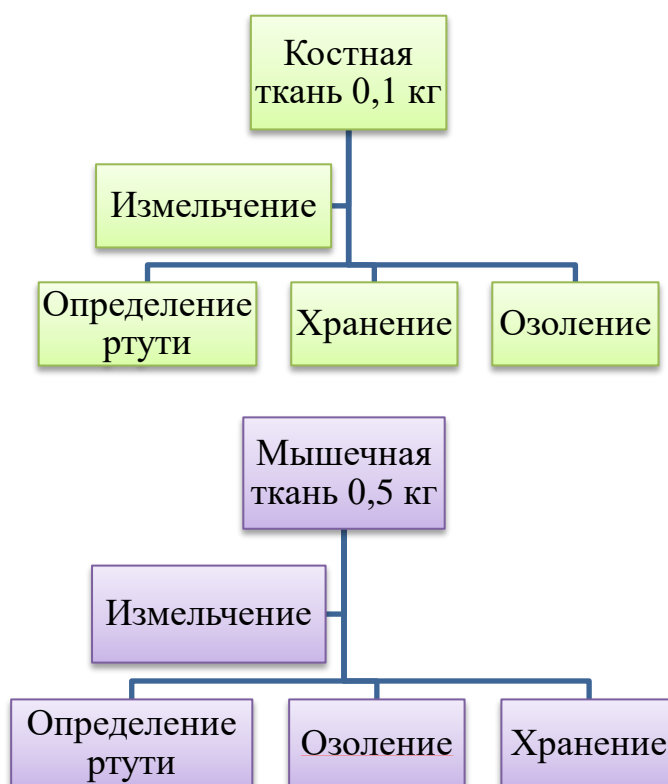 Костная
ткань 0,1 кг
Измельчение
Определение
ртути
Хранение
Озоление
Мышечная
ткань 0,5 кг
Измельчение
Определение
ртути
Озоление
Хранение